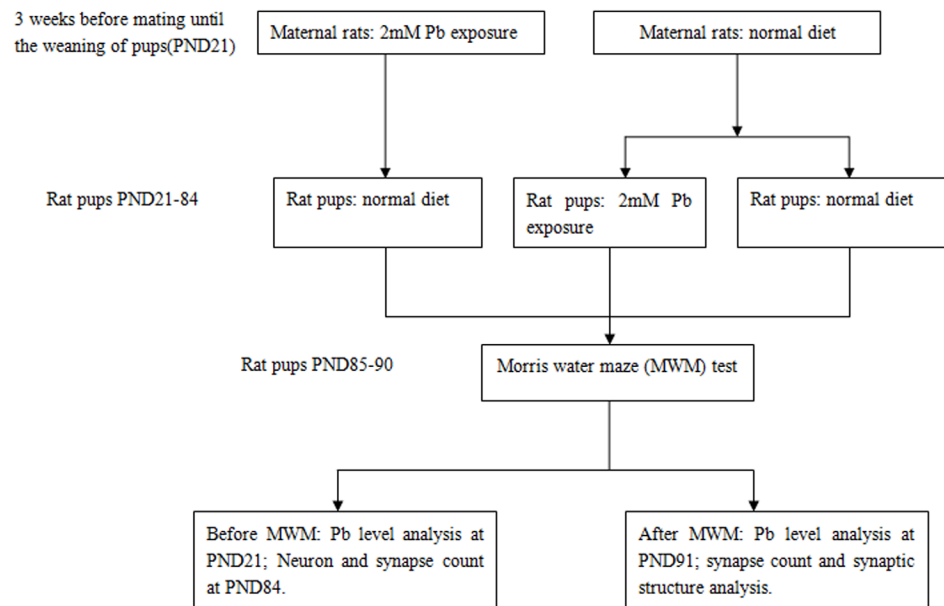 3 weeks before mating until
the weaning of pups(PND21)
Maternal rats: 2mM Pb exposure
Maternal rats: normal diet
Rat pups PND21-84
Rat pups: normal diet
Rat pups: 2mM Pb
exposure
Rat pups: normal diet
Rat pups PND85-90
Morris water maze (MWM) test
Before MWM: Pb level analysis at
PND21; Neuron and synapse count
at PND84.
After MWM: Pb level analysis at
PND91; synapse count and synaptic
structure analysis.